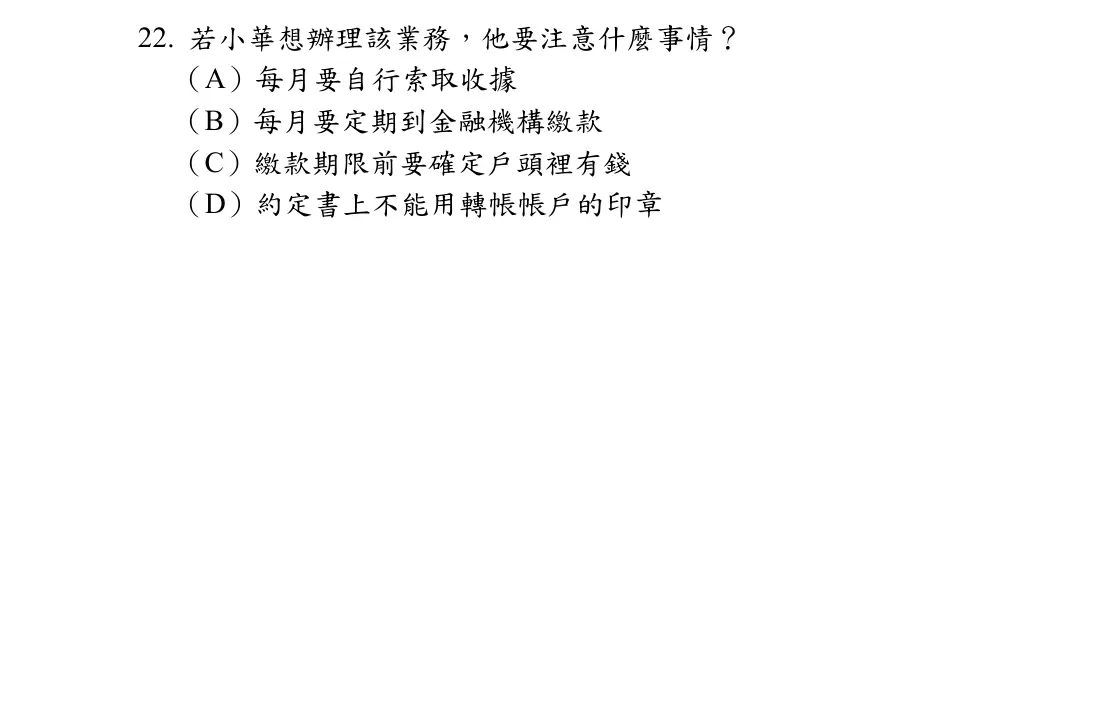 22. 若小華想辦理該業務，他要注意什麼事情？
（A）每月要自行索取收據
（B）每月要定期到金融機構繳款
（C）繳款期限前要確定戶頭裡有錢
（D）約定書上不能用轉帳帳戶的印章